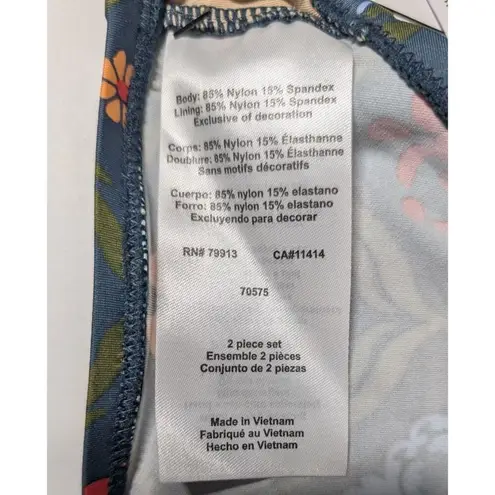 Body: 85% Nylon 15% Spandex
Lining: 85% Nylon 15% Spandex
Exclusive of decoration
Corps: 85% Nylon 15% Élasthanne
Doublure: 85% Nylon 15% Élasthanne
Sans motifs décoratifs
Cuerpo: 85% nylon 15% elastano
Forro: 85% nylon 15% elastano
Excluyendo para decorar
RN# 79913 CA#11414
70575
2 piece set
Ensemble 2 pièces
Conjunto de 2 piezas
Made in Vietnam
Fabriqué au Vietnam
Hecho en Vietnam